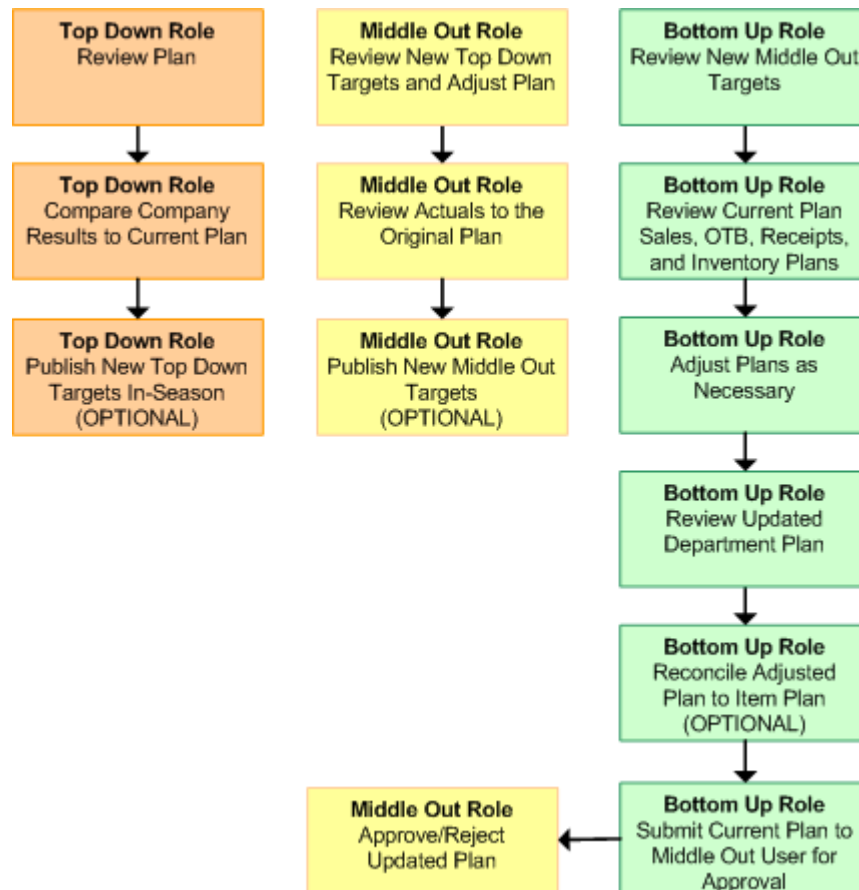 Top Down Role
Review Plan
Middle Out Role
Review New Top Down
Targets and Adjust Plan
Bottom Up Role
Review New Middle Out
Targets
Top Down Role
Compare Company
Results to Current Plan
Middle Out Role
Review Actuals to the
Original Plan
Bottom Up Role
Review Current Plan
Sales, OTB, Receipts,
and Inventory Plans
Top Down Role
Publish New Top Down
Targets In-Season
(OPTIONAL)
Middle Out Role
Publish New Middle Out
Targets
(OPTIONAL)
Bottom Up Role
Adjust Plans as
Necessary
Bottom Up Role
Review Updated
Department Plan
Bottom Up Role
Reconcile Adjusted
Plan to Item Plan
(OPTIONAL)
Middle Out Role
Approve/Reject
Updated Plan
Bottom Up Role
Submit Current Plan to
Middle Out User for
Approval